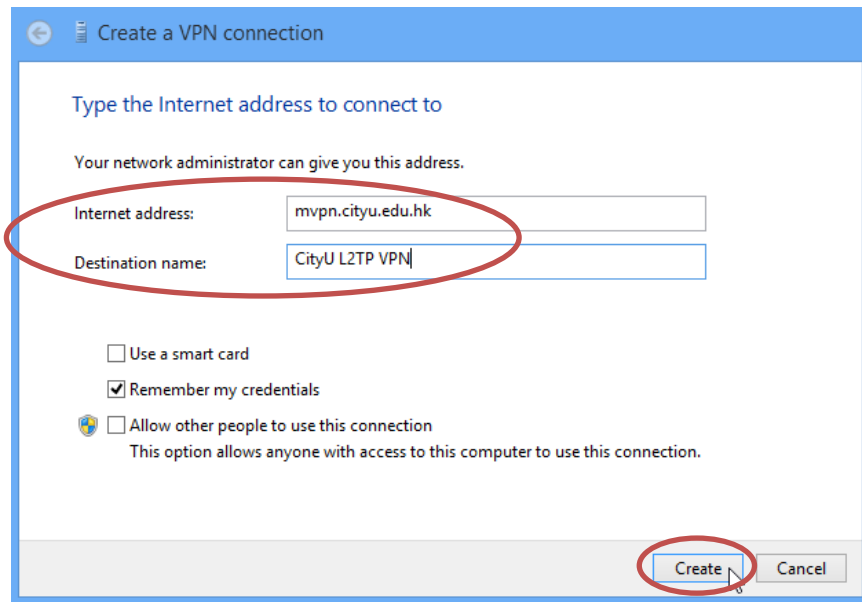 Create a VPN connection
Type the Internet address to connect to
Your network administrator can give you this address.
Internet address: mvpn.cityu.edu.hk
Destination name: CityU L2TP VPN
Use a smart card
Remember my credentials
Allow other people to use this connection
This option allows anyone with access to this computer to use this connection.
Create Cancel